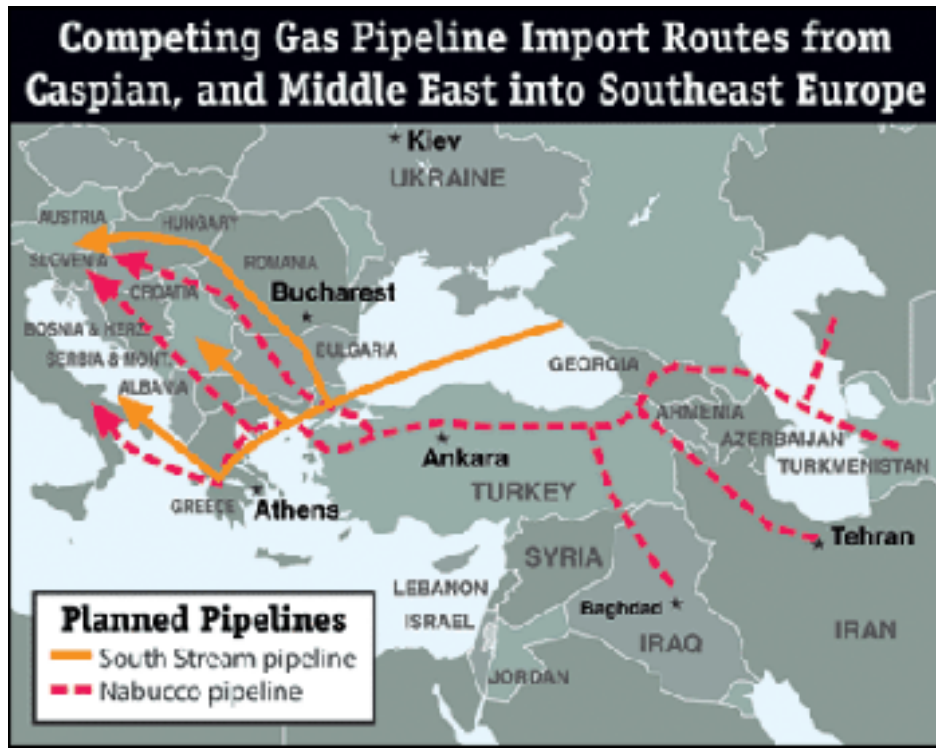 Competing Gas Pipeline Import Routes from
Caspian, and Middle East into Southeast Europe
Kiev
UKRAINE
AUSTRIA
HUNGARY
SLOVENIA
ROMANIA
CROATIA
Bucharest
BOSNIA & HERZ.
BULGARIA
SERBIA & MONT.
GEORGIA
ALBANIA
ARMENIA
AZERBAIJAN
Ankara
TURKMENISTAN
TURKEY
GREECE
Athens
Tehran
SYRIA
LEBANON
Baghdad
ISRAEL
IRAQ
IRAN
JORDAN
Planned Pipelines
South Stream pipeline
Nabucco pipeline